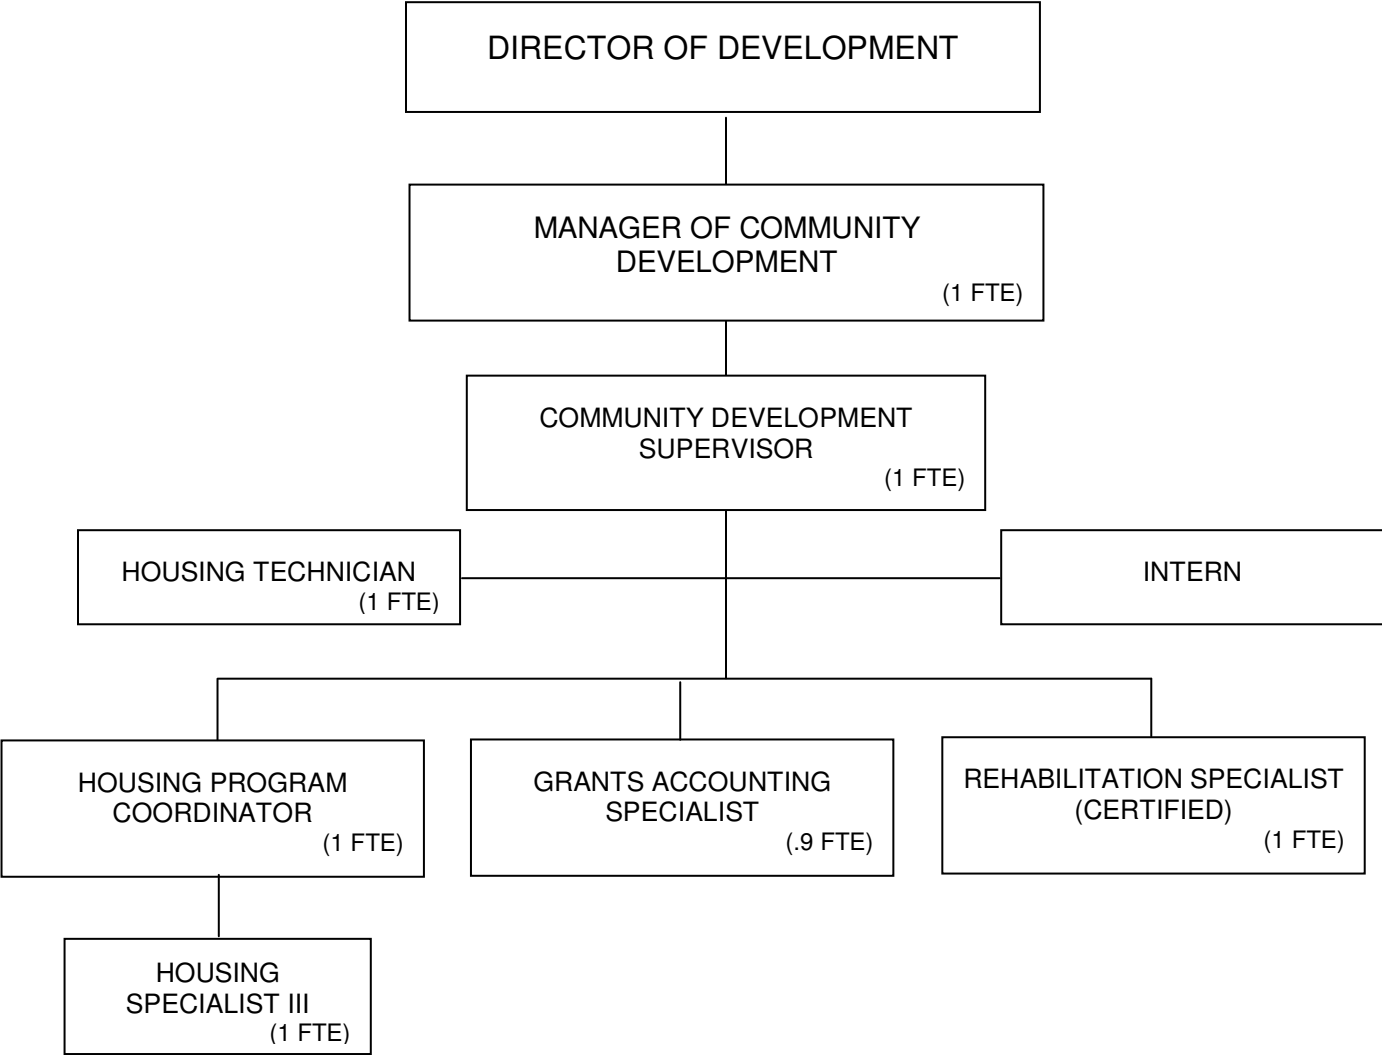 DIRECTOR OF DEVELOPMENT
MANAGER OF COMMUNITY
DEVELOPMENT
(1 FTE)
COMMUNITY DEVELOPMENT
SUPERVISOR
(1 FTE)
HOUSING TECHNICIAN
(1 FTE)
INTERN
HOUSING PROGRAM
COORDINATOR
(1 FTE)
GRANTS ACCOUNTING
SPECIALIST
(.9 FTE)
REHABILITATION SPECIALIST
(CERTIFIED)
(1 FTE)
HOUSING
SPECIALIST III
(1 FTE)